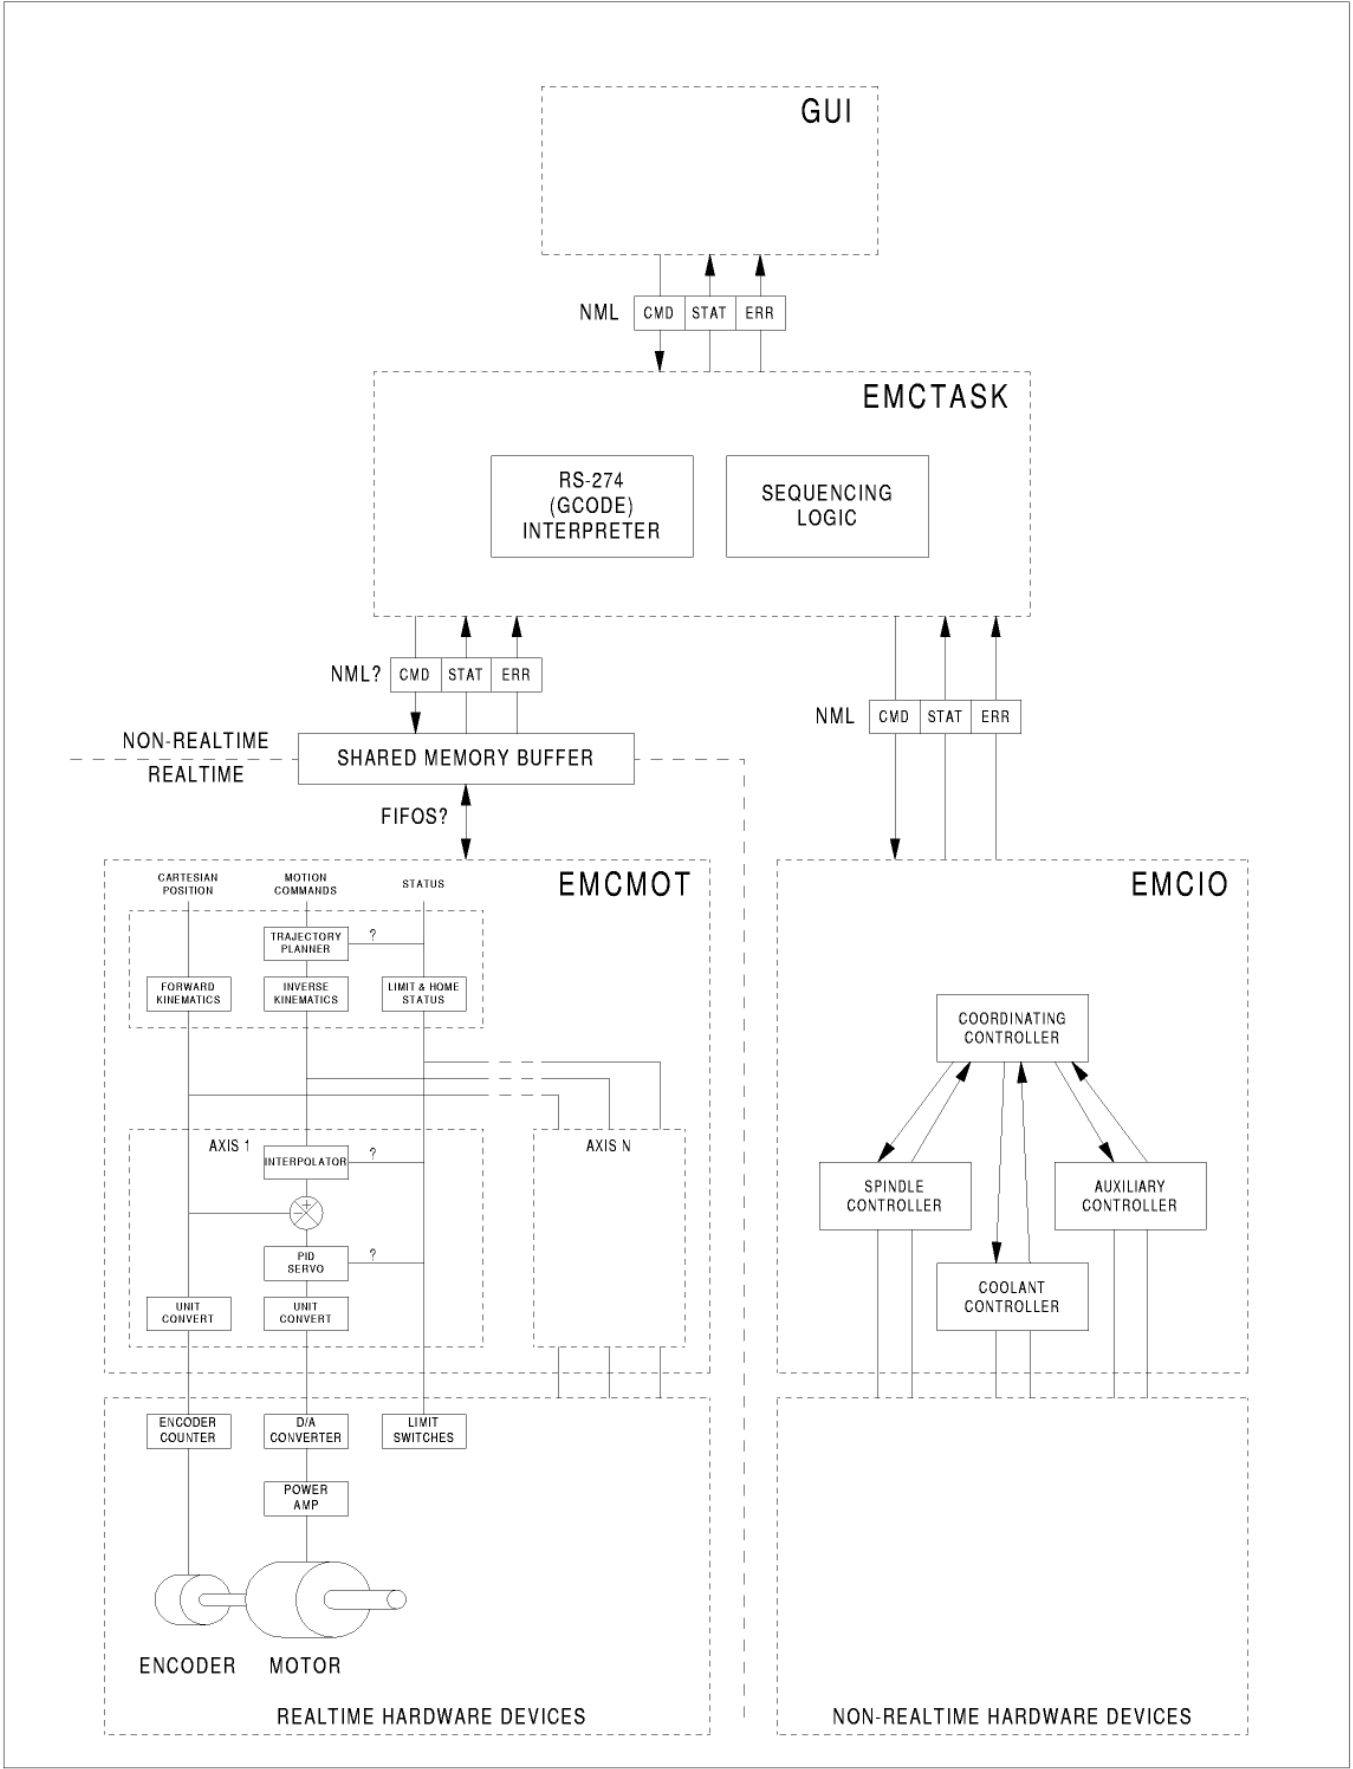 GUI
NML
CMD
STAT
ERR
EMCTASK
RS-274
(GCODE)
INTERPRETER
SEQUENCING
LOGIC
NML?
CMD
STAT
ERR
NML
CMD
STAT
ERR
NON-REALTIME
REALTIME
SHARED MEMORY BUFFER
FIFOS?
EMCMOT
CARTESIAN
POSITION
MOTION
COMMANDS
STATUS
TRAJECTORY
PLANNER
?
FORWARD
KINEMATICS
INVERSE
KINEMATICS
LIMIT & HOME
STATUS
AXIS 1
INTERPOLATOR
?
+
−
PID
SERVO
?
UNIT
CONVERT
UNIT
CONVERT
AXIS N
EMCIO
COORDINATING
CONTROLLER
SPINDLE
CONTROLLER
AUXILIARY
CONTROLLER
COOLANT
CONTROLLER
ENCODER
COUNTER
D/A
CONVERTER
LIMIT
SWITCHES
POWER
AMP
ENCODER
MOTOR
REALTIME HARDWARE DEVICES
NON-REALTIME HARDWARE DEVICES